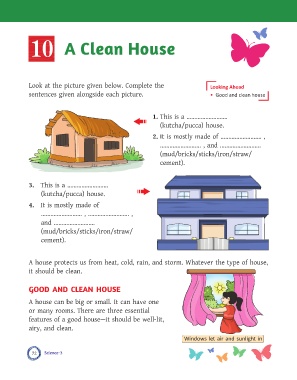 10 A Clean House
Look at the picture given below. Complete the
sentences given alongside each picture.
Looking Ahead
• Good and clean house
1. This is a ........................
(kutcha/pucca) house.
2. It is mostly made of ........................ ,
........................ , and ........................
(mud/bricks/sticks/iron/straw/
cement).
3. This is a ........................
(kutcha/pucca) house.
4. It is mostly made of
........................ , ........................ ,
and ........................
(mud/bricks/sticks/iron/straw/
cement).
A house protects us from heat, cold, rain, and storm. Whatever the type of house,
it should be clean.
GOOD AND CLEAN HOUSE
A house can be big or small. It can have one
or many rooms. There are three essential
features of a good house—it should be well-lit,
airy, and clean.
Windows let air and sunlight in
72 Science-3